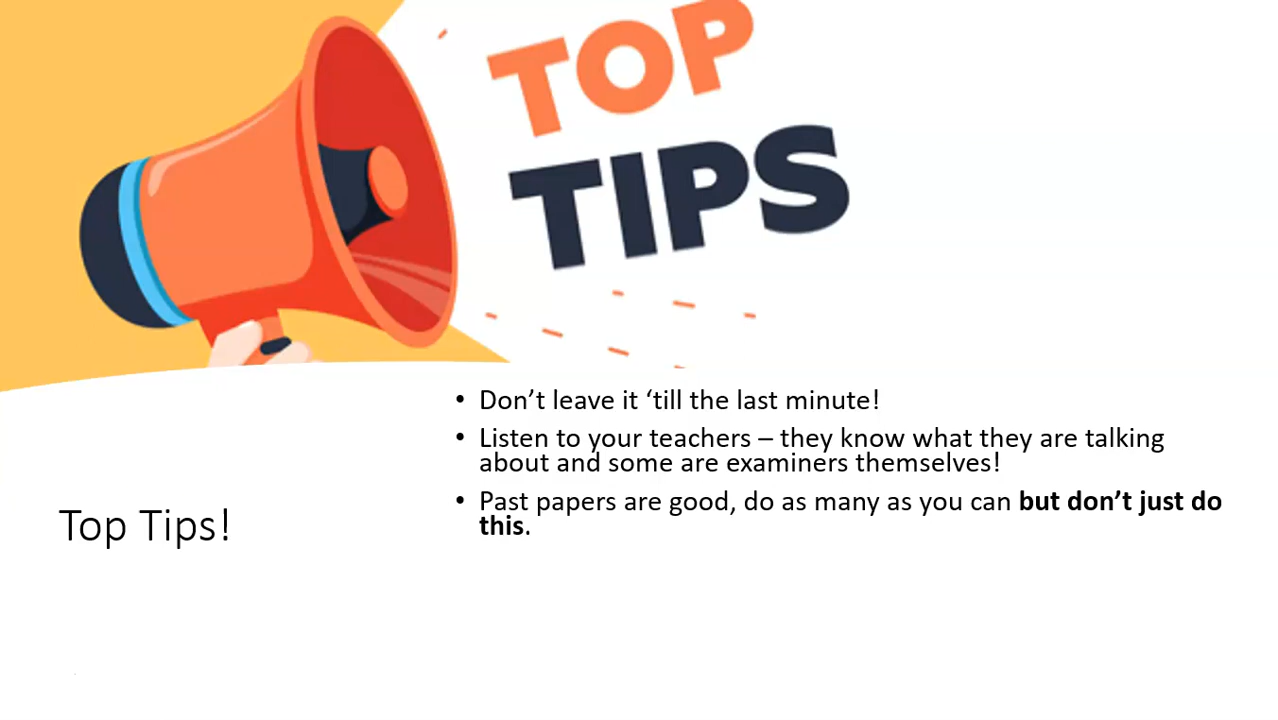 TOP
TIPS
• Don’t leave it ‘till the last minute!
• Listen to your teachers – they know what they are talking
about and some are examiners themselves!
• Past papers are good, do as many as you can but don’t just do
this.
Top Tips!